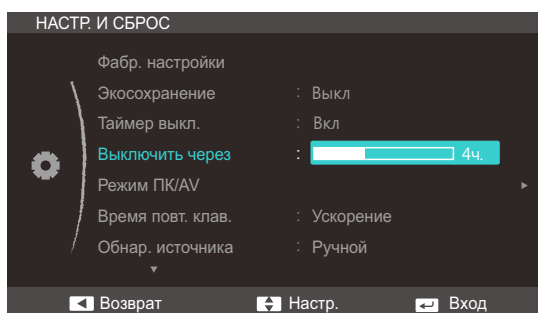 НАСТР. И СБРОС
Фабр. настройки
Экосохранение : Выкл
Таймер выкл. : Вкл
Выключить через : 4ч.
Режим ПК/AV
Время повт. клав. : Ускорение
Обнар. источника : Ручной
Возврат Настр. Вход